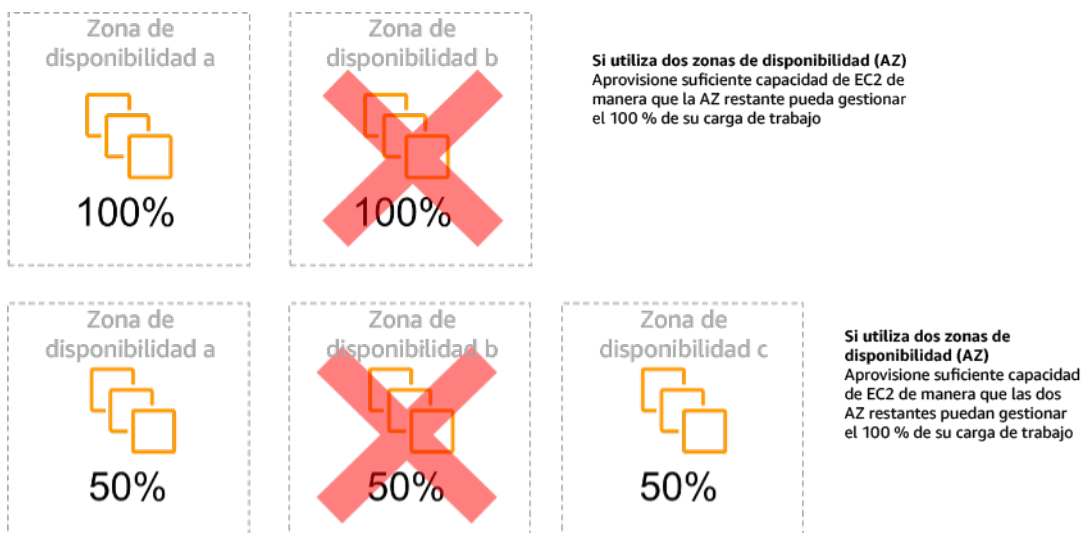 Zona de
disponibilidad a
100%
Zona de
disponibilidad b
100%
Si utiliza dos zonas de disponibilidad (AZ)
Aprovisione suficiente capacidad de EC2 de
manera que la AZ restante pueda gestionar
el 100 % de su carga de trabajo
Zona de
disponibilidad a
50%
Zona de
disponibilidad b
50%
Zona de
disponibilidad c
50%
Si utiliza dos zonas de
disponibilidad (AZ)
Aprovisione suficiente capacidad
de EC2 de manera que las dos
AZ restantes puedan gestionar
el 100 % de su carga de trabajo